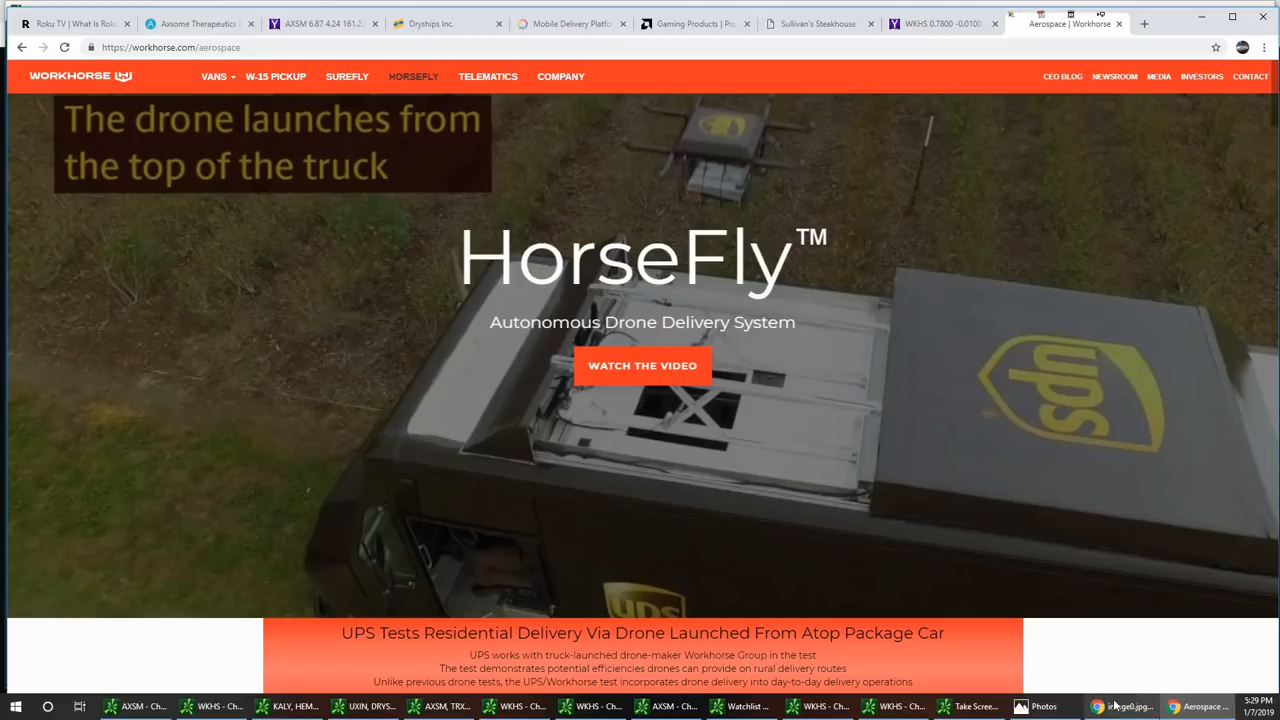 Roku TV | What Is Roku
Axsome Therapeutics
AXSM 6.87 4.24 161.2
Dryships Inc.
Mobile Delivery Platfo
Gaming Products | Pro
Sullivan's Steakhouse
WKHS 0.7800 -0.0100
Aerospace | Workhorse
https://workhorse.com/aerospace
WORKHORSE VANS W-15 PICKUP SUREFLY HORSEFLY TELEMATICS COMPANY CEO BLOG NEWSROOM MEDIA INVESTORS CONTACT
The drone launches from
the top of the truck
HorseFly™
Autonomous Drone Delivery System
WATCH THE VIDEO
ups
ups
UPS Tests Residential Delivery Via Drone Launched From Atop Package Car
UPS works with truck-launched drone-maker Workhorse Group in the test
The test demonstrates potential efficiencies drones can provide on rural delivery routes
Unlike previous drone tests, the UPS/Workhorse test incorporates drone delivery into day-to-day delivery operations
AXSM - Ch...
WKHS - Ch...
KALY, HEM...
UXIN, DRYS...
AXSM, TRX...
WKHS - Ch...
WKHS - Ch...
AXSM - Ch...
Watchlist ...
WKHS - Ch...
WKHS - Ch...
Take Scree...
Photos
image0.jpg...
Aerospace ...
5:29 PM
1/7/2019